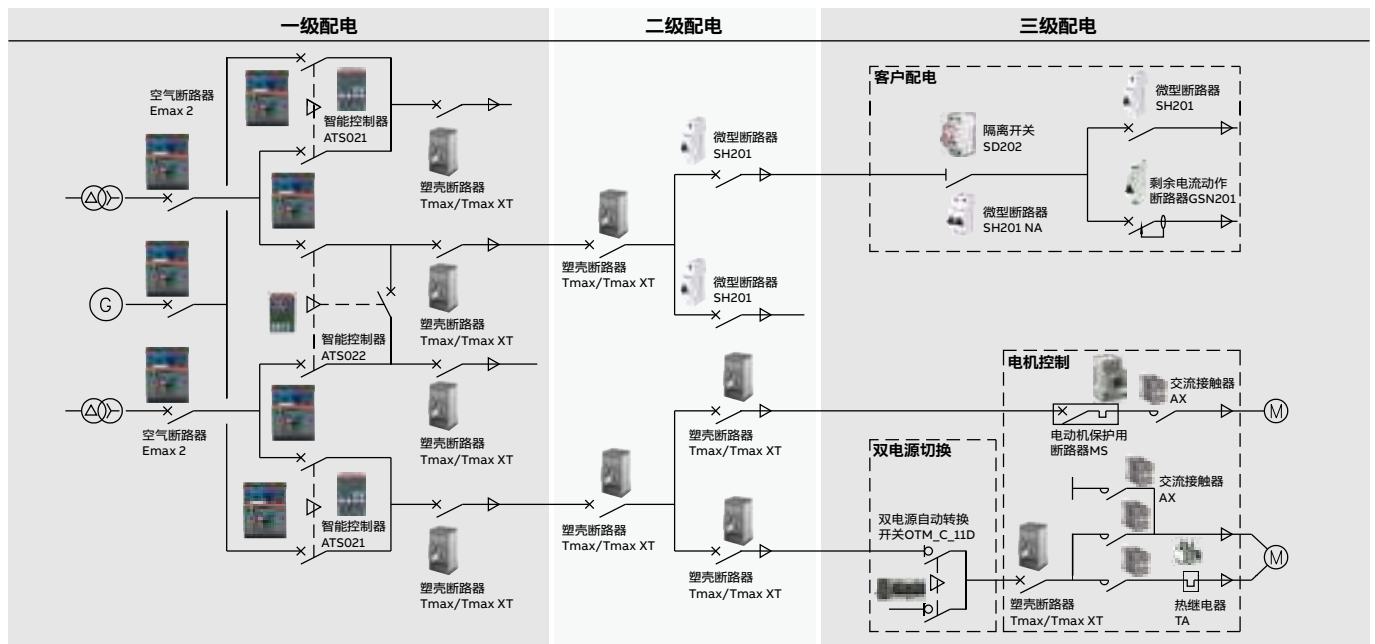 一级配电
二级配电
三级配电
空气断路器
Emax 2
智能控制器
ATS021
塑壳断路器
Tmax/Tmax XT
G
塑壳断路器
Tmax/Tmax XT
智能控制器
ATS022
空气断路器
Emax 2
塑壳断路器
Tmax/Tmax XT
智能控制器
ATS021
塑壳断路器
Tmax/Tmax XT
微型断路器
SH201
塑壳断路器
Tmax/Tmax XT
微型断路器
SH201
塑壳断路器
Tmax/Tmax XT
塑壳断路器
Tmax/Tmax XT
塑壳断路器
Tmax/Tmax XT
客户配电
微型断路器
SH201
隔离开关
SD202
剩余电流动作
断路器GSN201
微型断路器
SH201 NA
电机控制
交流接触器
AX
M
电动机保护用
断路器MS
双电源切换
交流接触器
AX
双电源自动转换
开关OTM_C_11D
M
塑壳断路器
Tmax/Tmax XT
热继电器
TA